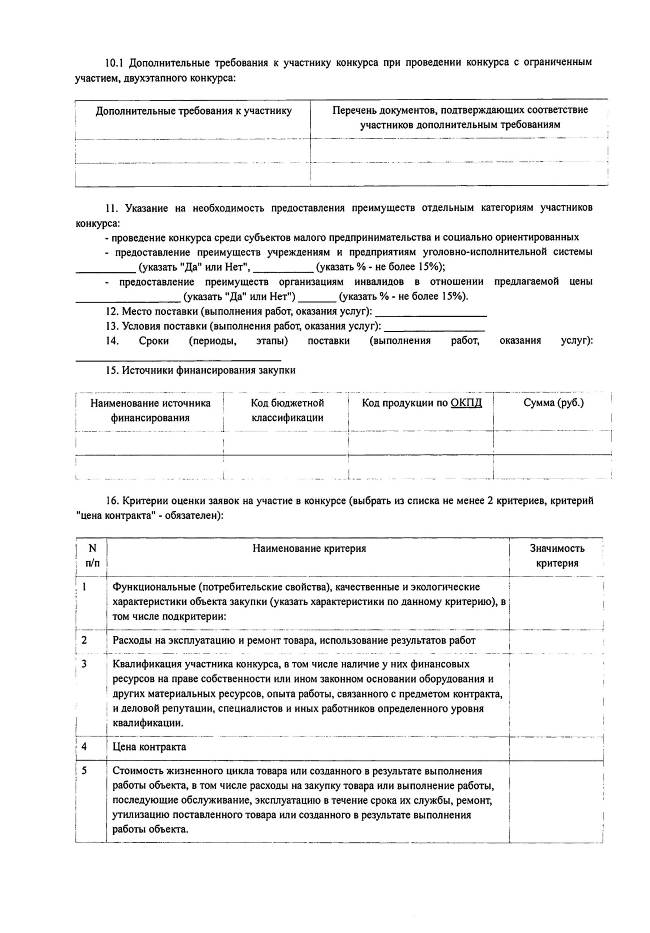 10.1 Дополнительные требования к участнику конкурса при проведении конкурса с ограниченным
участием, двухэтапного конкурса:
Дополнительные требования к участнику
Перечень документов, подтверждающих соответствие
участников дополнительным требованиям
11. Указание на необходимость предоставления преимуществ отдельным категориям участников
конкурса:
- проведение конкурса среди субъектов малого предпринимательства и социально ориентированных
- предоставление преимуществ учреждениям и предприятиям уголовно-исполнительной системы
___________ (указать "Да" или Нет", ___________ (указать % - не более 15%);
- предоставление преимуществ организациям инвалидов в отношении предлагаемой цены
___________________ (указать "Да" или Нет") _______ (указать % - не более 15%).
12. Место поставки (выполнения работ, оказания услуг): ____________________
13. Условия поставки (выполнения работ, оказания услуг): __________________
14. Сроки (периоды, этапы) поставки (выполнения работ, оказания услуг):
_____________________________________
15. Источники финансирования закупки
Наименование источника
финансирования
Код бюджетной
классификации
Код продукции по ОКПД
Сумма (руб.)
16. Критерии оценки заявок на участие в конкурсе (выбрать из списка не менее 2 критериев, критерий
"цена контракта" - обязателен):
N
п/п
Наименование критерия
Значимость
критерия
1
Функциональные (потребительские свойства), качественные и экологические
характеристики объекта закупки (указать характеристики по данному критерию), в
том числе подкритерии:
2
Расходы на эксплуатацию и ремонт товара, использование результатов работ
3
Квалификация участника конкурса, в том числе наличие у них финансовых
ресурсов на праве собственности или ином законном основании оборудования и
других материальных ресурсов, опыта работы, связанного с предметом контракта,
и деловой репутации, специалистов и иных работников определенного уровня
квалификации.
4
Цена контракта
5
Стоимость жизненного цикла товара или созданного в результате выполнения
работы объекта, в том числе расходы на закупку товара или выполнение работы,
последующие обслуживание, эксплуатацию в течение срока их службы, ремонт,
утилизацию поставленного товара или созданного в результате выполнения
работы объекта.